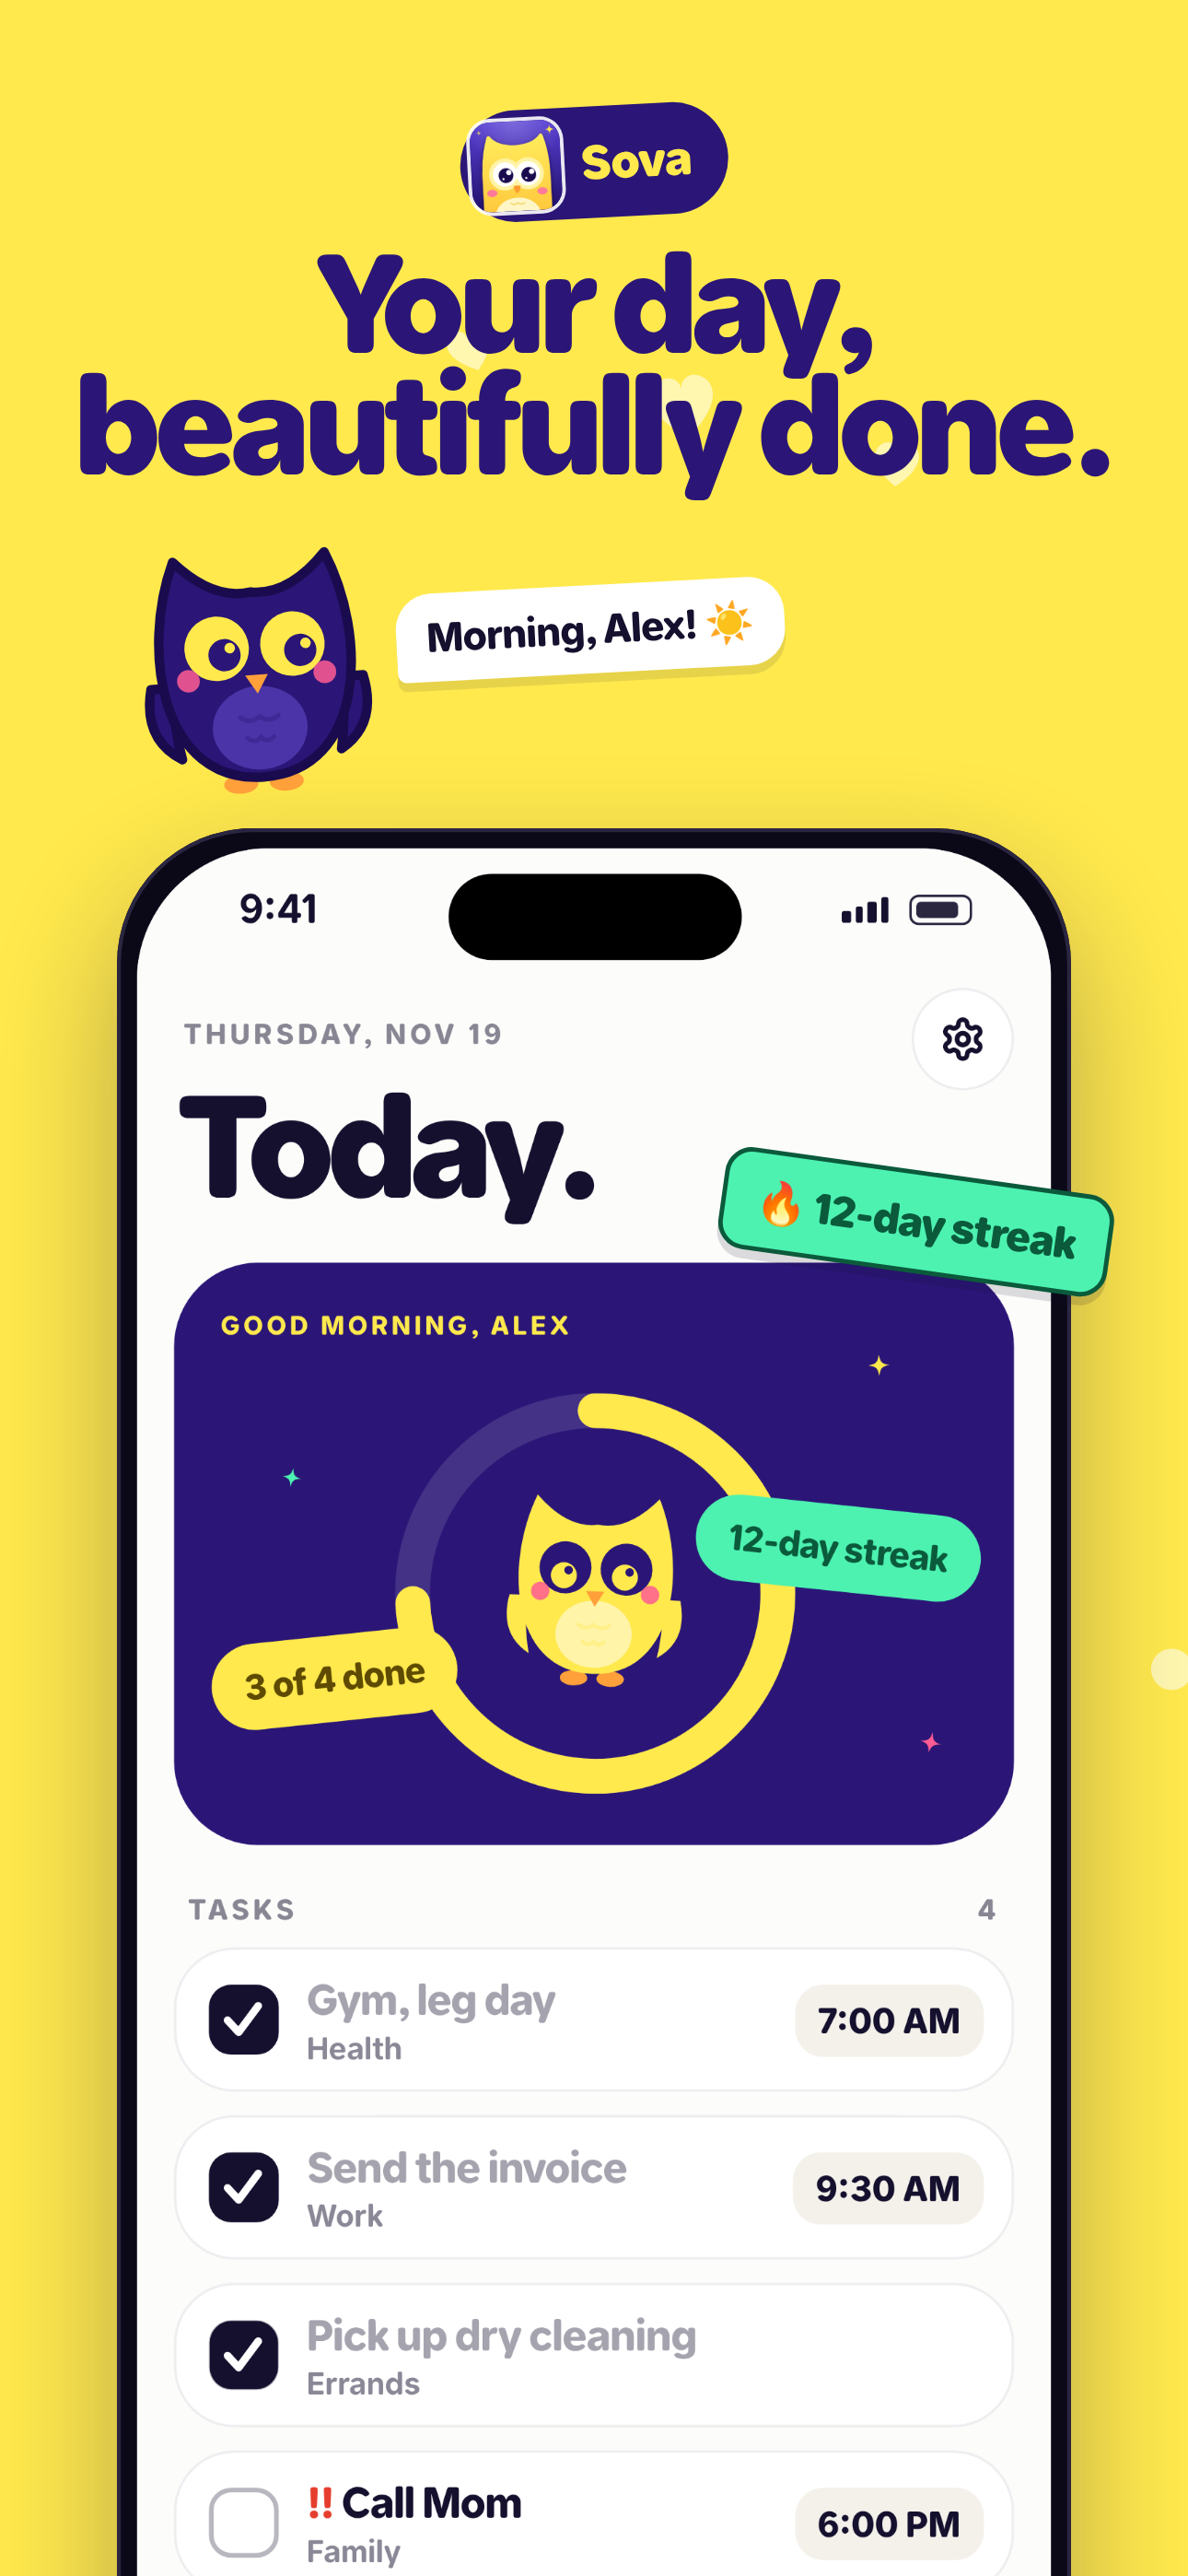 Sova
Your day,
beautifully done.
Morning, Alex! ☀️
9:41
THURSDAY, NOV 19
Today.
🔥 12-day streak
GOOD MORNING, ALEX
12-day streak
3 of 4 done
TASKS 4
Gym, leg day
Health
7:00 AM
Send the invoice
Work
9:30 AM
Pick up dry cleaning
Errands
‼ Call Mom
Family
6:00 PM